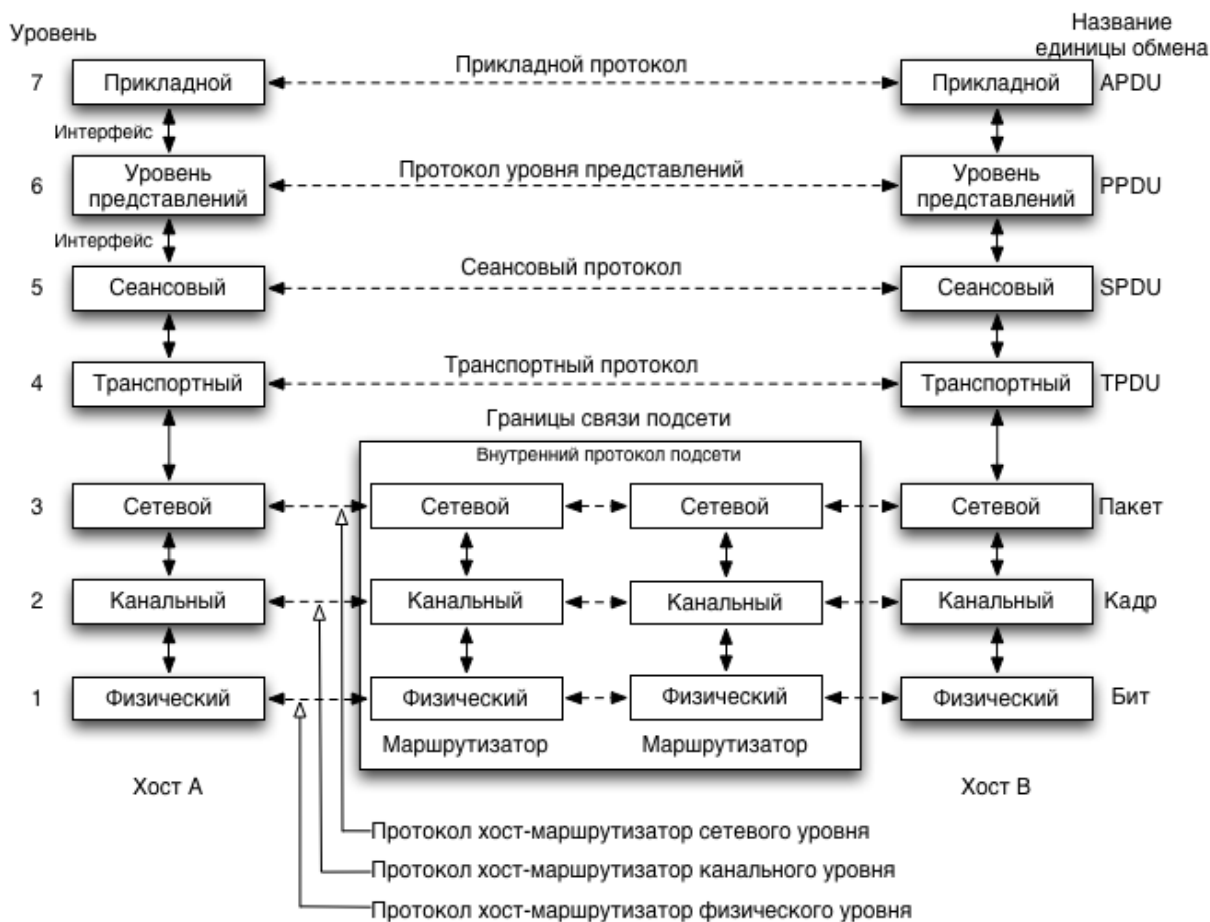 Уровень
Название
единицы обмена
7
Прикладной
Прикладной протокол
Прикладной
APDU
Интерфейс
6
Уровень
представлений
Протокол уровня представлений
Уровень
представлений
PPDU
Интерфейс
5
Сеансовый
Сеансовый протокол
Сеансовый
SPDU
4
Транспортный
Транспортный протокол
Транспортный
TPDU
Границы связи подсети
Внутренний протокол подсети
3
Сетевой
Сетевой
Сетевой
Сетевой
Пакет
2
Канальный
Канальный
Канальный
Канальный
Кадр
1
Физический
Физический
Физический
Физический
Бит
Маршрутизатор
Маршрутизатор
Хост A
Хост B
Протокол хост-маршрутизатор сетевого уровня
Протокол хост-маршрутизатор канального уровня
Протокол хост-маршрутизатор физического уровня